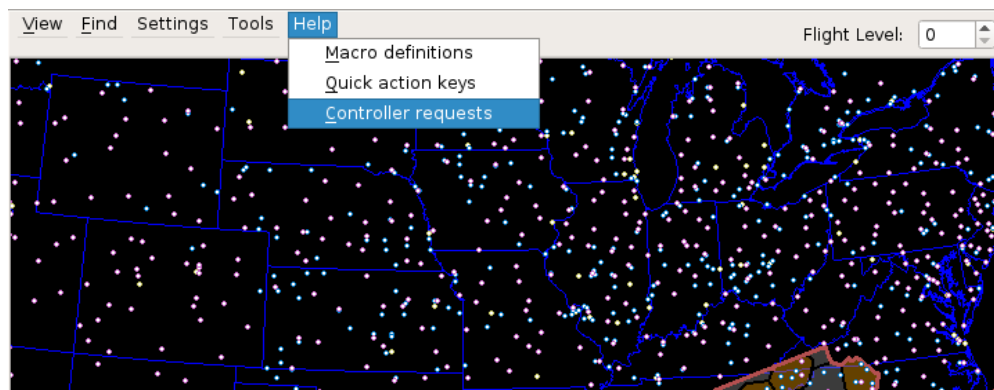 View Find Settings Tools Help
Flight Level: 0
Macro definitions
Quick action keys
Controller requests